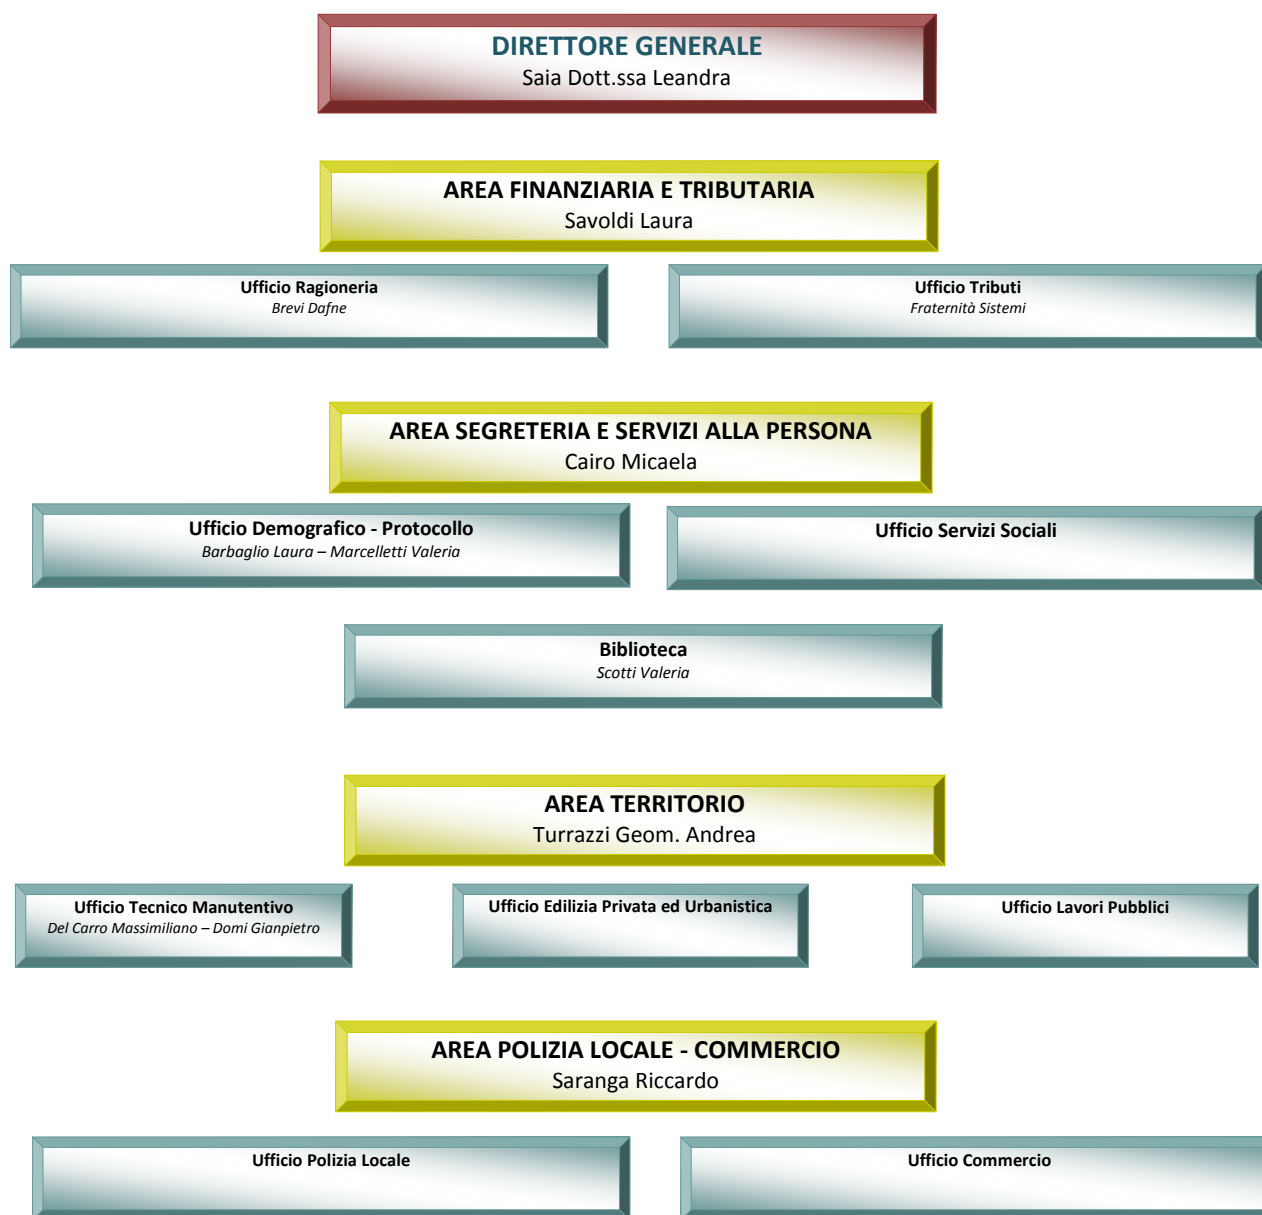 DIRETTORE GENERALE
Saia Dott.ssa Leandra
AREA FINANZIARIA E TRIBUTARIA
Savoldi Laura
Ufficio Ragioneria
Brevi Dafne
Ufficio Tributi
Fraternità Sistemi
AREA SEGRETERIA E SERVIZI ALLA PERSONA
Cairo Micaela
Ufficio Demografico - Protocollo
Barbaglio Laura – Marcelletti Valeria
Ufficio Servizi Sociali
Biblioteca
Scotti Valeria
AREA TERRITORIO
Turrazzi Geom. Andrea
Ufficio Tecnico Manutentivo
Del Carro Massimiliano – Domi Gianpietro
Ufficio Edilizia Privata ed Urbanistica
Ufficio Lavori Pubblici
AREA POLIZIA LOCALE - COMMERCIO
Saranga Riccardo
Ufficio Polizia Locale
Ufficio Commercio